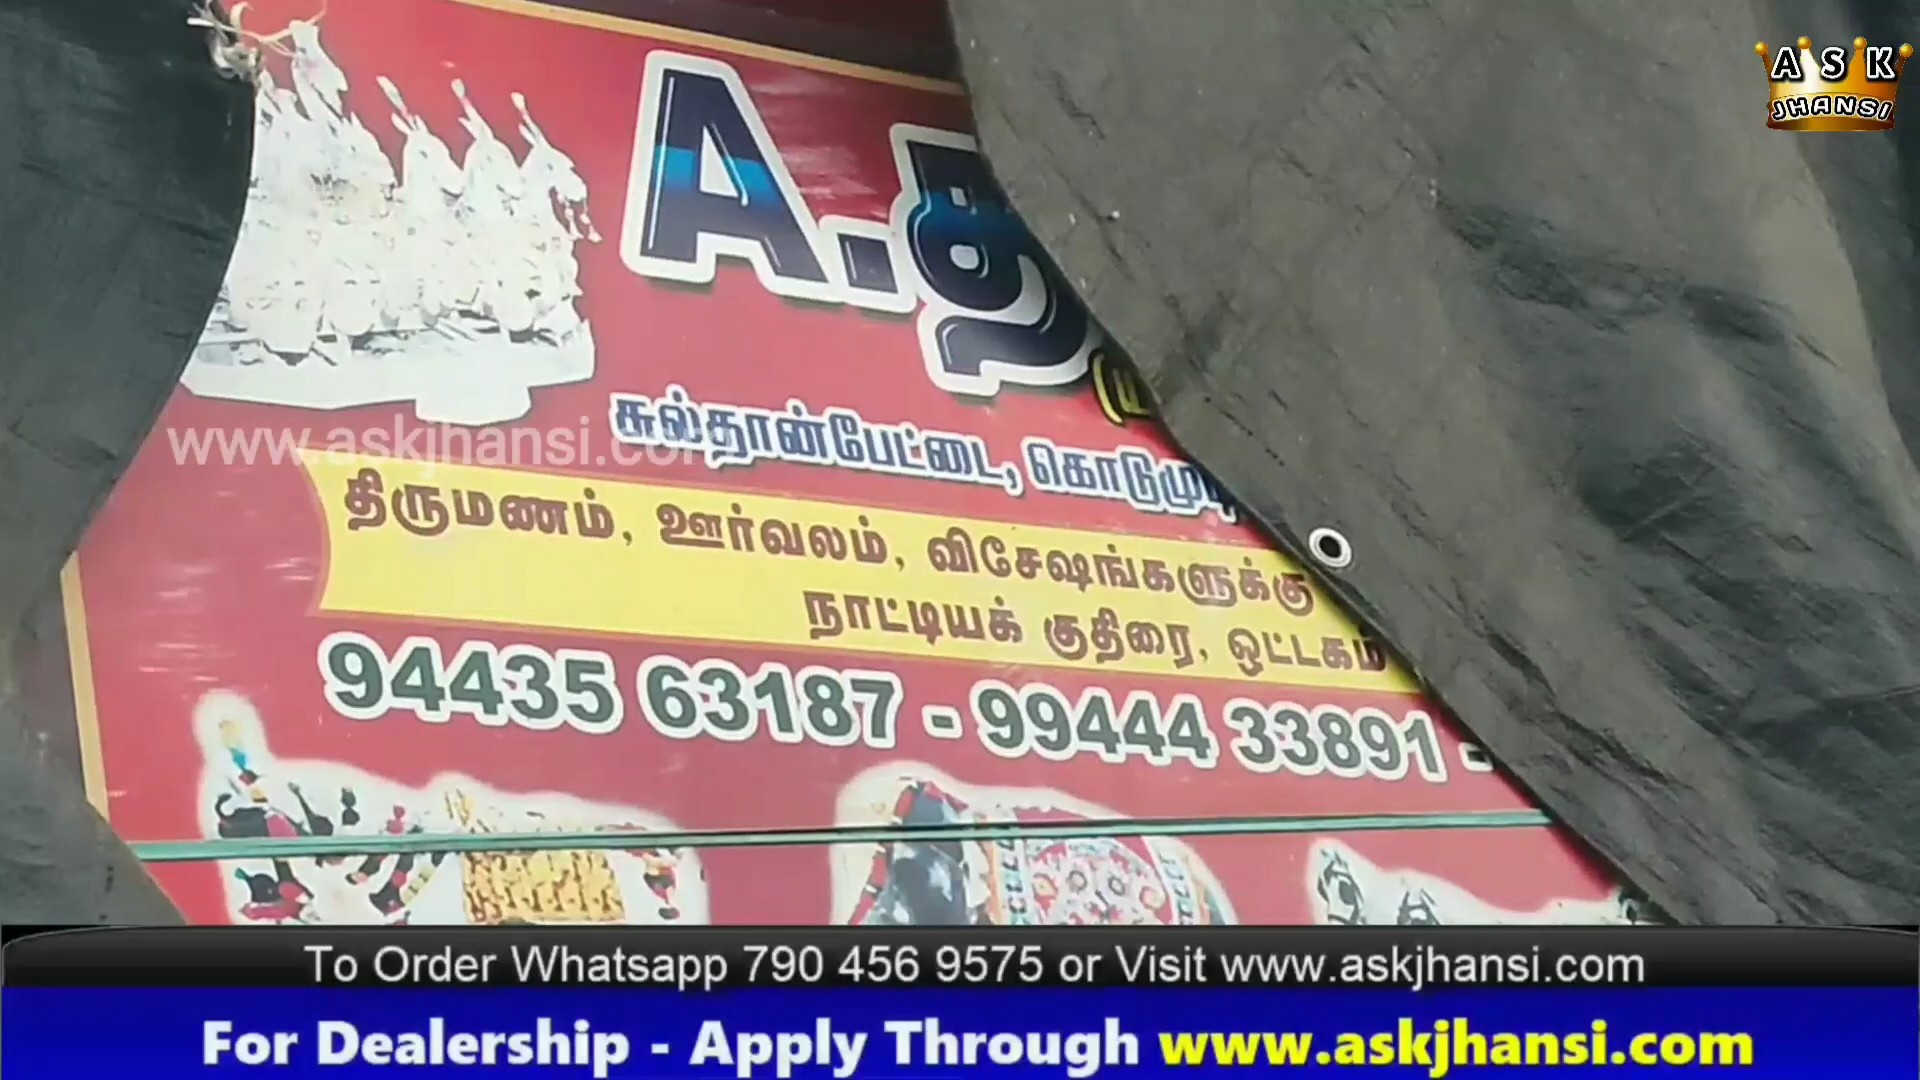 A S K
JHANSI
A.த
சுல்தான்பேட்டை, கொடுமுடி
www.askjhansi.com
திருமணம், ஊர்வலம், விசேஷங்களுக்கு
நாட்டியக் குதிரை, ஒட்டகம்
94435 63187 - 99444 33891 -
To Order Whatsapp 790 456 9575 or Visit www.askjhansi.com
For Dealership - Apply Through www.askjhansi.com